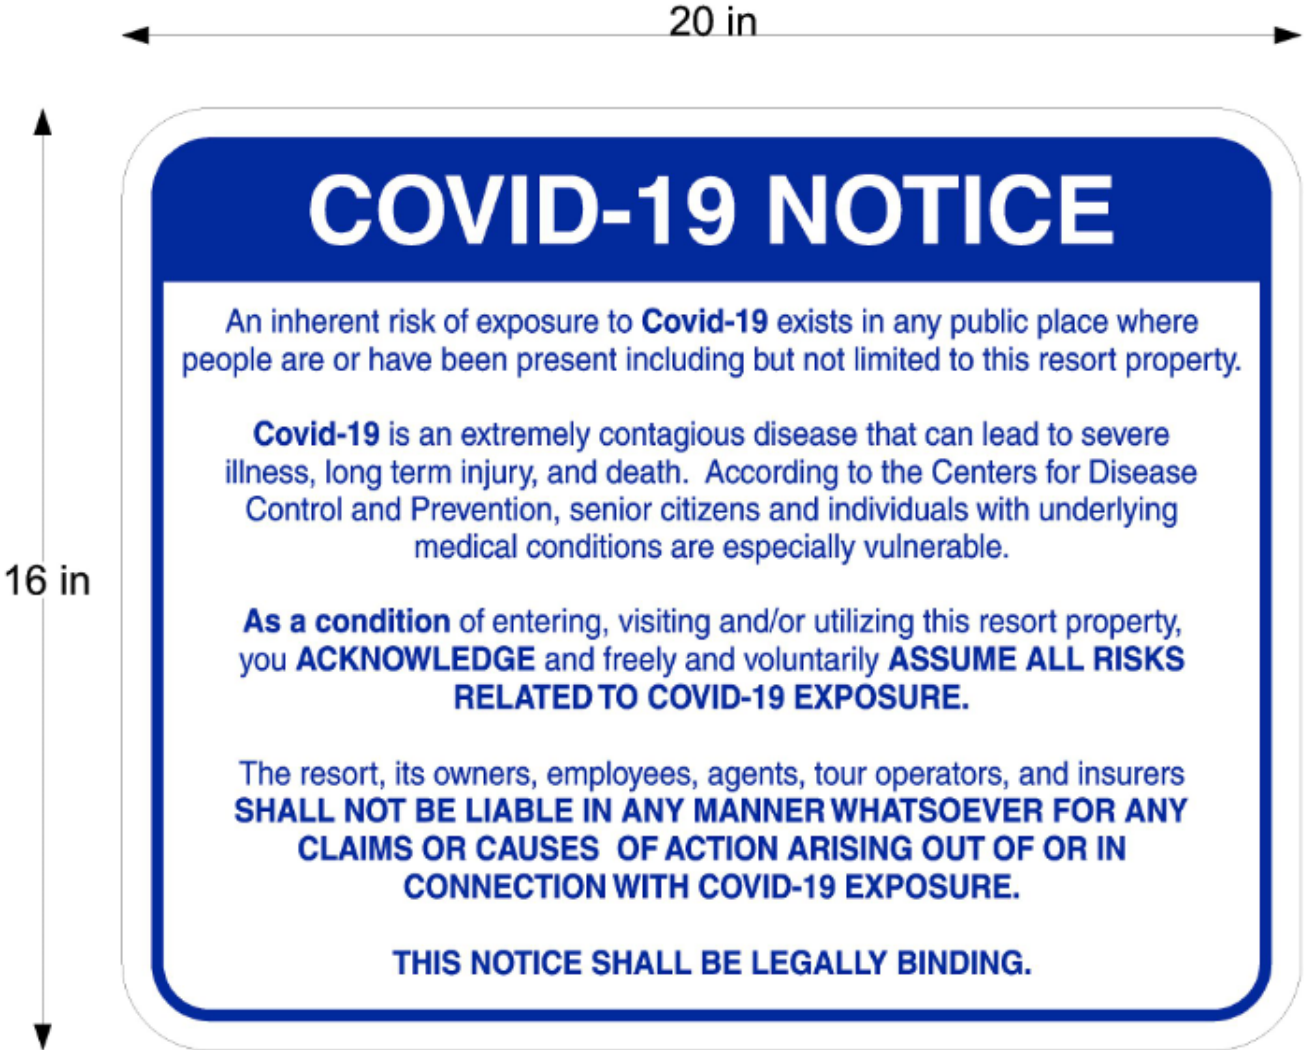 20 in
COVID-19 NOTICE
An inherent risk of exposure to Covid-19 exists in any public place where
people are or have been present including but not limited to this resort property.
Covid-19 is an extremely contagious disease that can lead to severe
illness, long term injury, and death.  According to the Centers for Disease
Control and Prevention, senior citizens and individuals with underlying
medical conditions are especially vulnerable.
16 in
As a condition of entering, visiting and/or utilizing this resort property,
you ACKNOWLEDGE and freely and voluntarily ASSUME ALL RISKS
RELATED TO COVID-19 EXPOSURE.
The resort, its owners, employees, agents, tour operators, and insurers
SHALL NOT BE LIABLE IN ANY MANNER WHATSOEVER FOR ANY
CLAIMS OR CAUSES  OF ACTION ARISING OUT OF OR IN
CONNECTION WITH COVID-19 EXPOSURE.
THIS NOTICE SHALL BE LEGALLY BINDING.